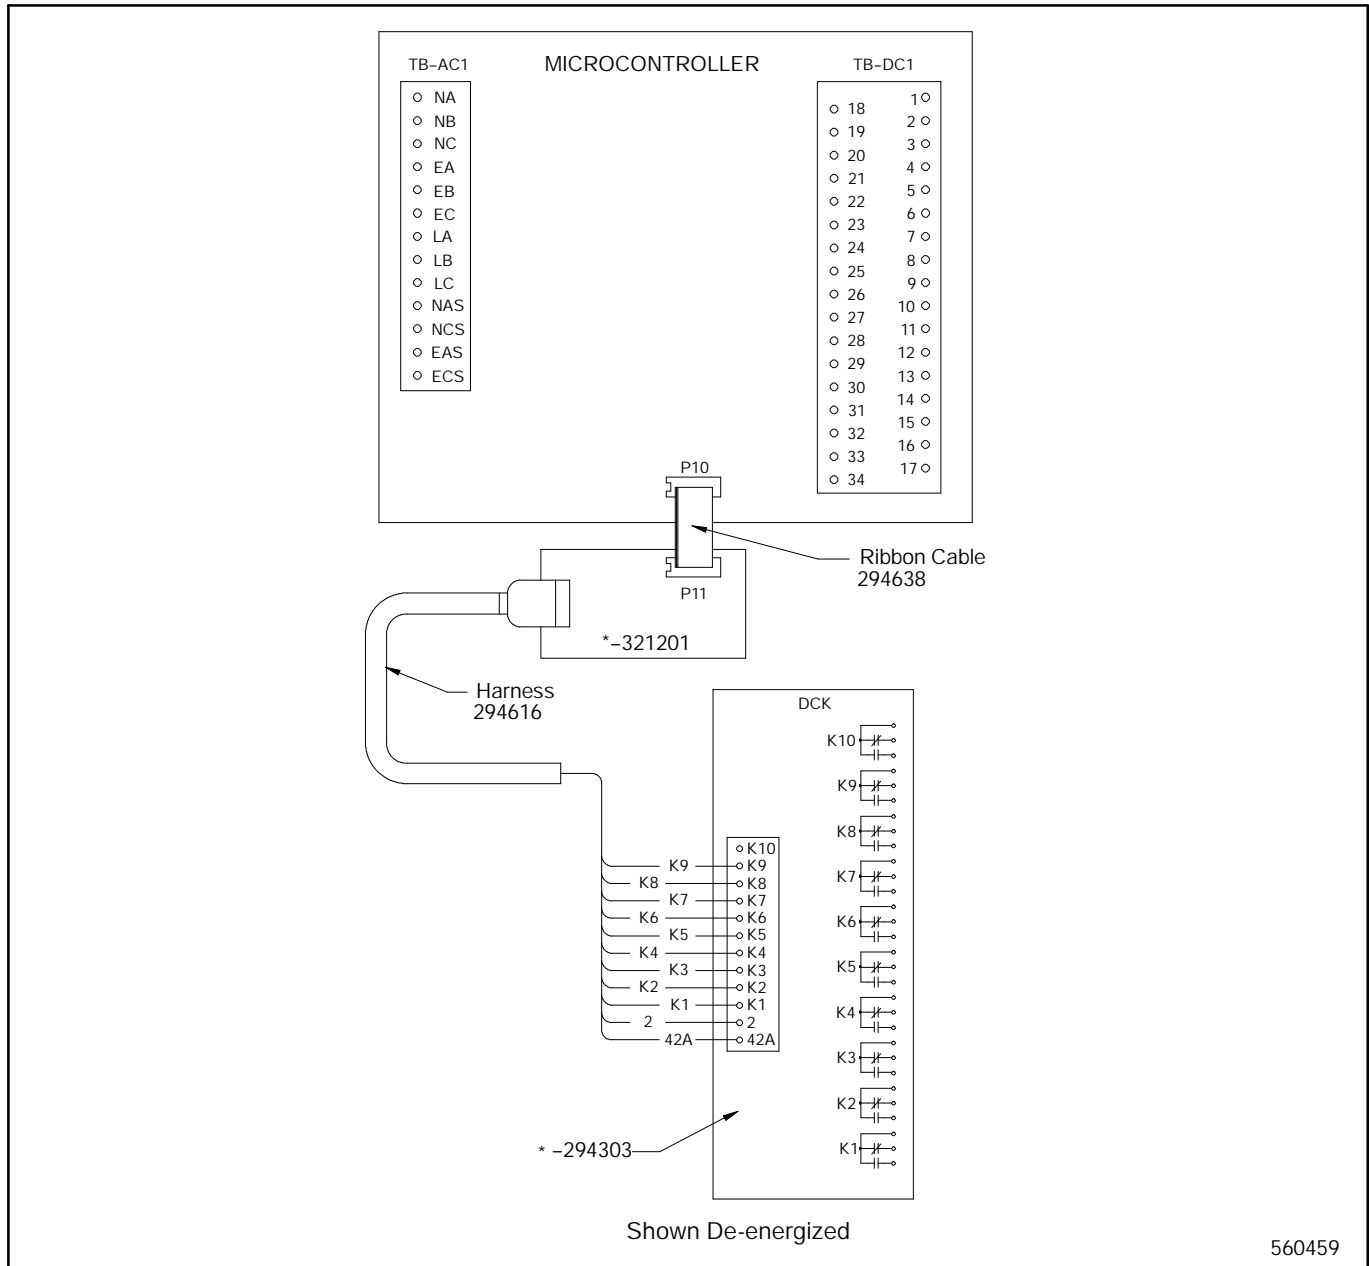 MICROCONTROLLER
TB-AC1
NA
NB
NC
EA
EB
EC
LA
LB
LC
NAS
NCS
EAS
ECS
TB-DC1
18
19
20
21
22
23
24
25
26
27
28
29
30
31
32
33
34
1
2
3
4
5
6
7
8
9
10
11
12
13
14
15
16
17
P10
Ribbon Cable
294638
P11
*-321201
Harness
294616
DCK
K10
K9
K8
K7
K6
K5
K4
K3
K2
K1
K9
K8
K7
K6
K5
K4
K3
K2
K1
2
42A
K10
K9
K8
K7
K6
K5
K4
K3
K2
K1
2
42A
* -294303
Shown De-energized
560459